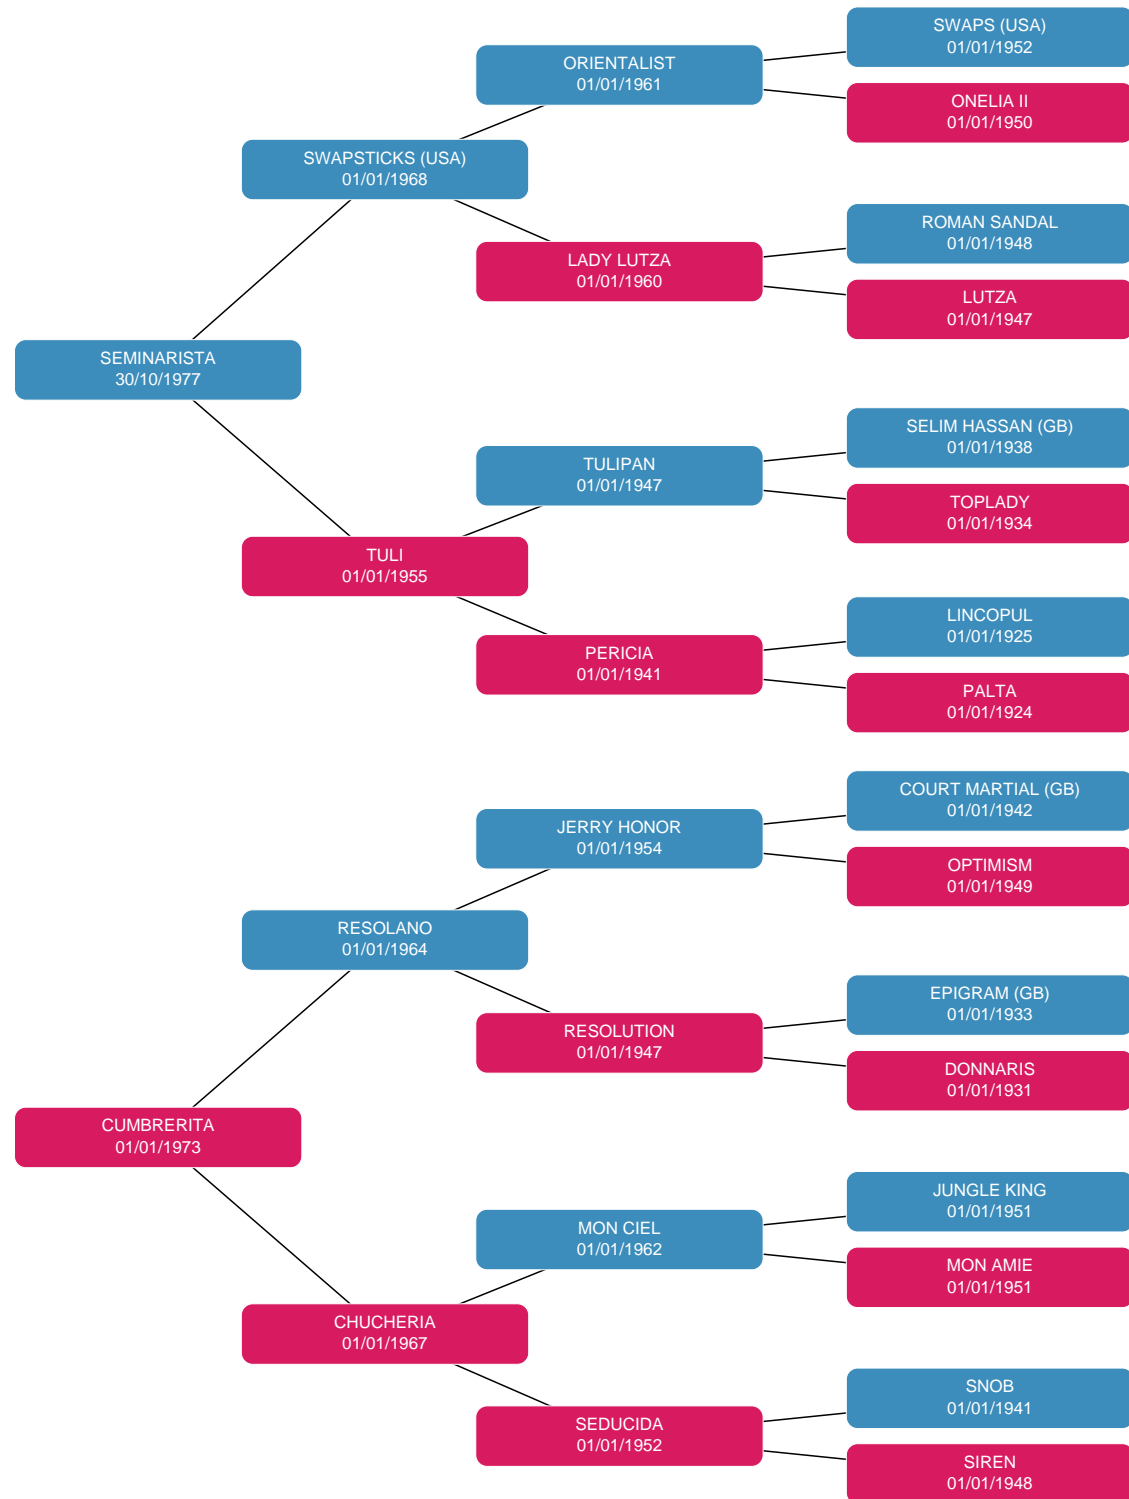 SWAPS (USA)
01/01/1952
ORIENTALIST
01/01/1961
ONELIA II
01/01/1950
SWAPSTICKS (USA)
01/01/1968
ROMAN SANDAL
01/01/1948
LADY LUTZA
01/01/1960
LUTZA
01/01/1947
SEMINARISTA
30/10/1977
SELIM HASSAN (GB)
01/01/1938
TULIPAN
01/01/1947
TOPLADY
01/01/1934
TULI
01/01/1955
LINCOPUL
01/01/1925
PERICIA
01/01/1941
PALTA
01/01/1924
COURT MARTIAL (GB)
01/01/1942
JERRY HONOR
01/01/1954
OPTIMISM
01/01/1949
RESOLANO
01/01/1964
EPIGRAM (GB)
01/01/1933
RESOLUTION
01/01/1947
DONNARIS
01/01/1931
CUMBRERITA
01/01/1973
JUNGLE KING
01/01/1951
MON CIEL
01/01/1962
MON AMIE
01/01/1951
CHUCHERIA
01/01/1967
SNOB
01/01/1941
SEDUCIDA
01/01/1952
SIREN
01/01/1948